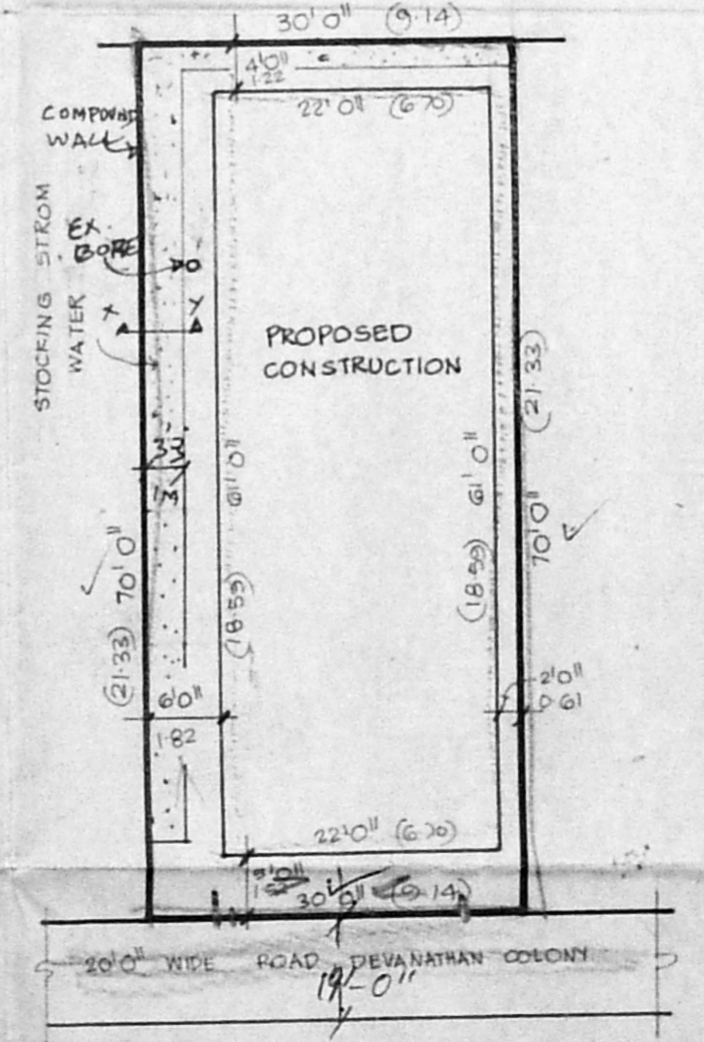 30'0" (9.14)
4'0"
1.22
22'0" (6.70)
COMPOUND
WALL
STOCKING STROM
WATER
EX.
BORE
X Y
PROPOSED
CONSTRUCTION
(21.33)
70'0"
61'0"
(18.59)
61'0"
(18.59)
3'
70'0"
(21.33)
6'0"
1.82
2'0"
0.61
22'0" (6.70)
30'0" (9.14)
20'0" WIDE ROAD DEVANATHAN COLONY
19'-0"